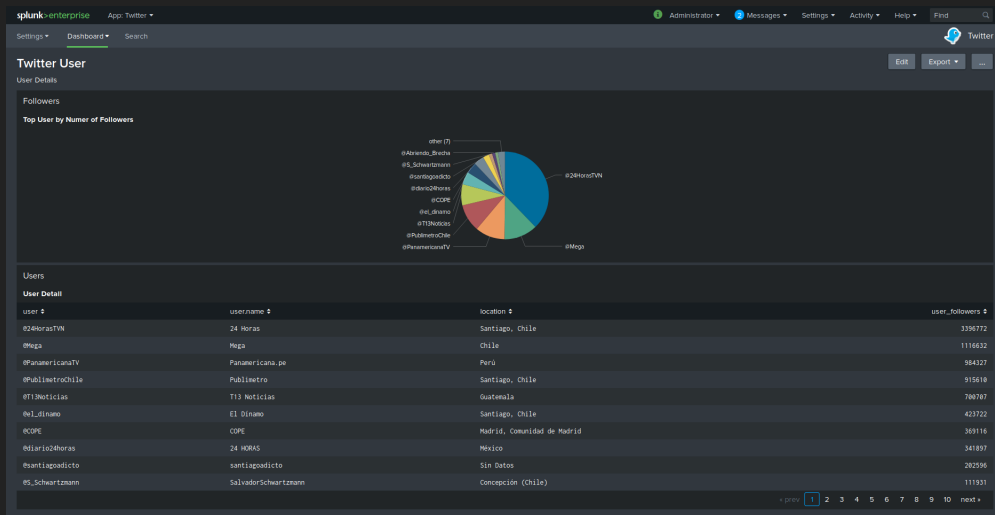 splunk>enterprise App: Twitter i Administrator 2 Messages Settings Activity Help Find
Settings Dashboard Search Twitter
Twitter User Edit Export ...
User Details
Followers
Top User by Numer of Followers
other (7)
@Abriendo_Brecha
@S_Schwartzmann
@santiagoadicto
@diario24horas
@COPE
@el_dinamo
@T13Noticias
@PublimetroChile
@PanamericanaTV
@24HorasTVN
@Mega
Users
User Detail
user user.name location user_followers
@24HorasTVN 24 Horas Santiago, Chile 3396772
@Mega Mega Chile 1116632
@PanamericanaTV Panamericana.pe Perú 984327
@PublimetroChile Publimetro Santiago, Chile 915610
@T13Noticias T13 Noticias Guatemala 700707
@el_dinamo El Dínamo Santiago, Chile 423722
@COPE COPE Madrid, Comunidad de Madrid 369116
@diario24horas 24 HORAS México 341897
@santiagoadicto santiagoadicto Sin Datos 202596
@S_Schwartzmann SalvadorSchwartzmann Concepción (Chile) 111931
« prev 1 2 3 4 5 6 7 8 9 10 next »